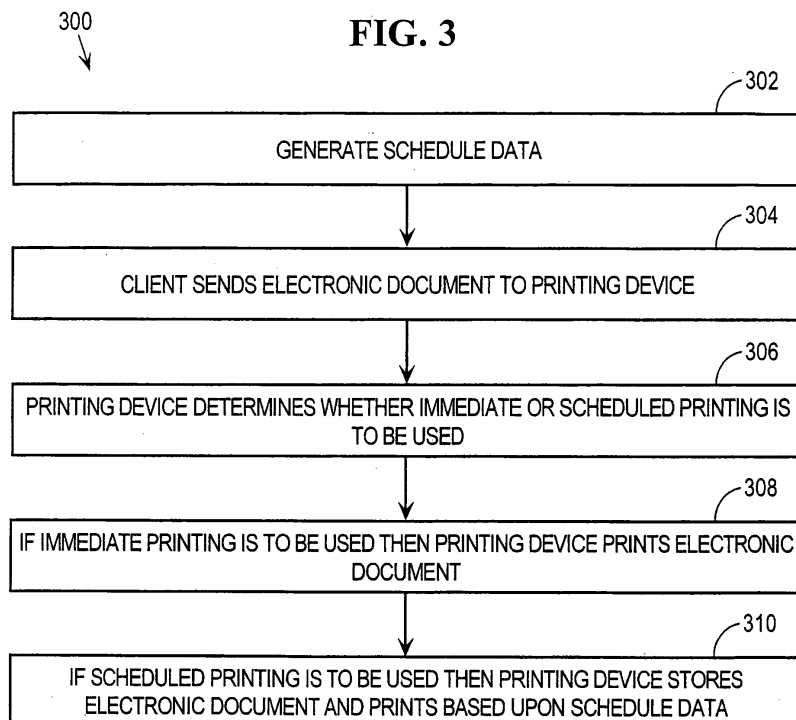 300
FIG. 3
302
GENERATE SCHEDULE DATA
304
CLIENT SENDS ELECTRONIC DOCUMENT TO PRINTING DEVICE
306
PRINTING DEVICE DETERMINES WHETHER IMMEDIATE OR SCHEDULED PRINTING IS
TO BE USED
308
IF IMMEDIATE PRINTING IS TO BE USED THEN PRINTING DEVICE PRINTS ELECTRONIC
DOCUMENT
310
IF SCHEDULED PRINTING IS TO BE USED THEN PRINTING DEVICE STORES
ELECTRONIC DOCUMENT AND PRINTS BASED UPON SCHEDULE DATA